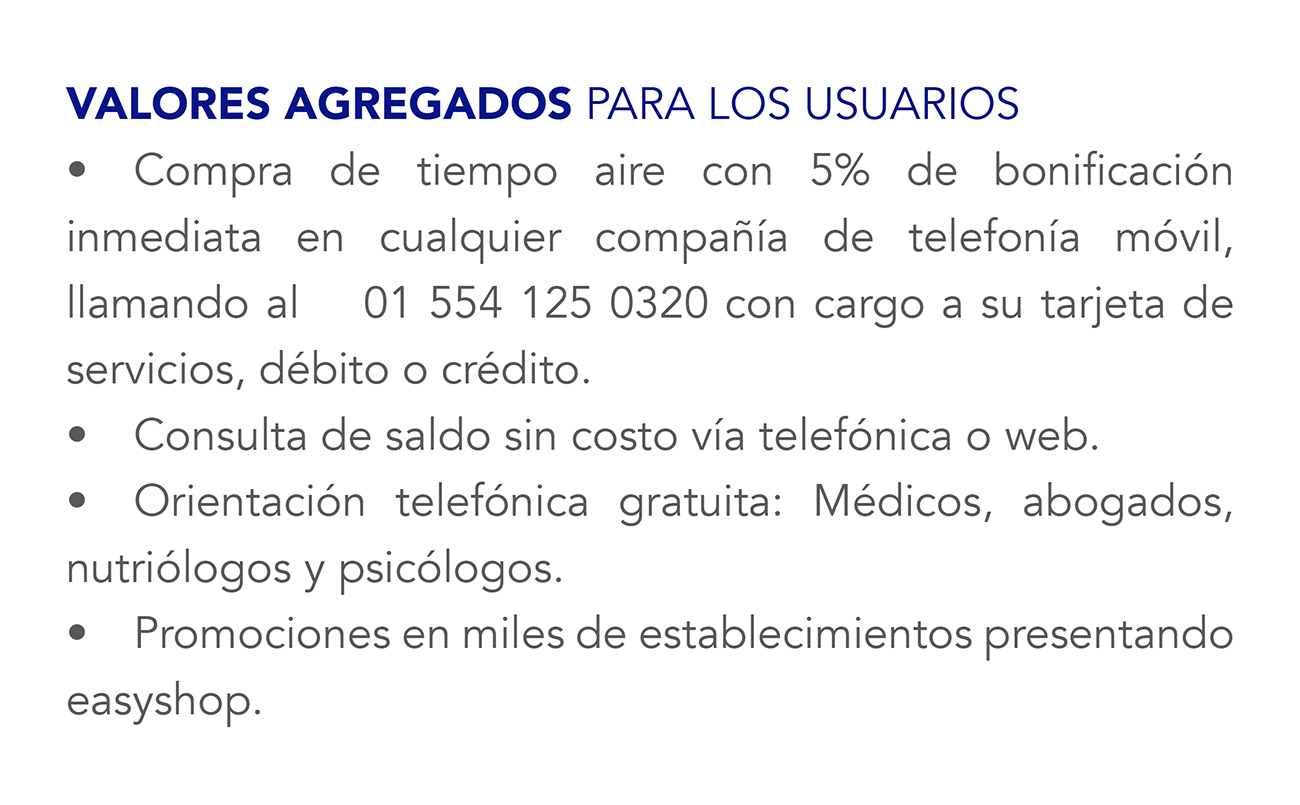 VALORES AGREGADOS PARA LOS USUARIOS
• Compra de tiempo aire con 5% de bonificación
inmediata en cualquier compañía de telefonía móvil,
llamando al 01 554 125 0320 con cargo a su tarjeta de
servicios, débito o crédito.
• Consulta de saldo sin costo vía telefónica o web.
• Orientación telefónica gratuita: Médicos, abogados,
nutriólogos y psicólogos.
• Promociones en miles de establecimientos presentando
easyshop.